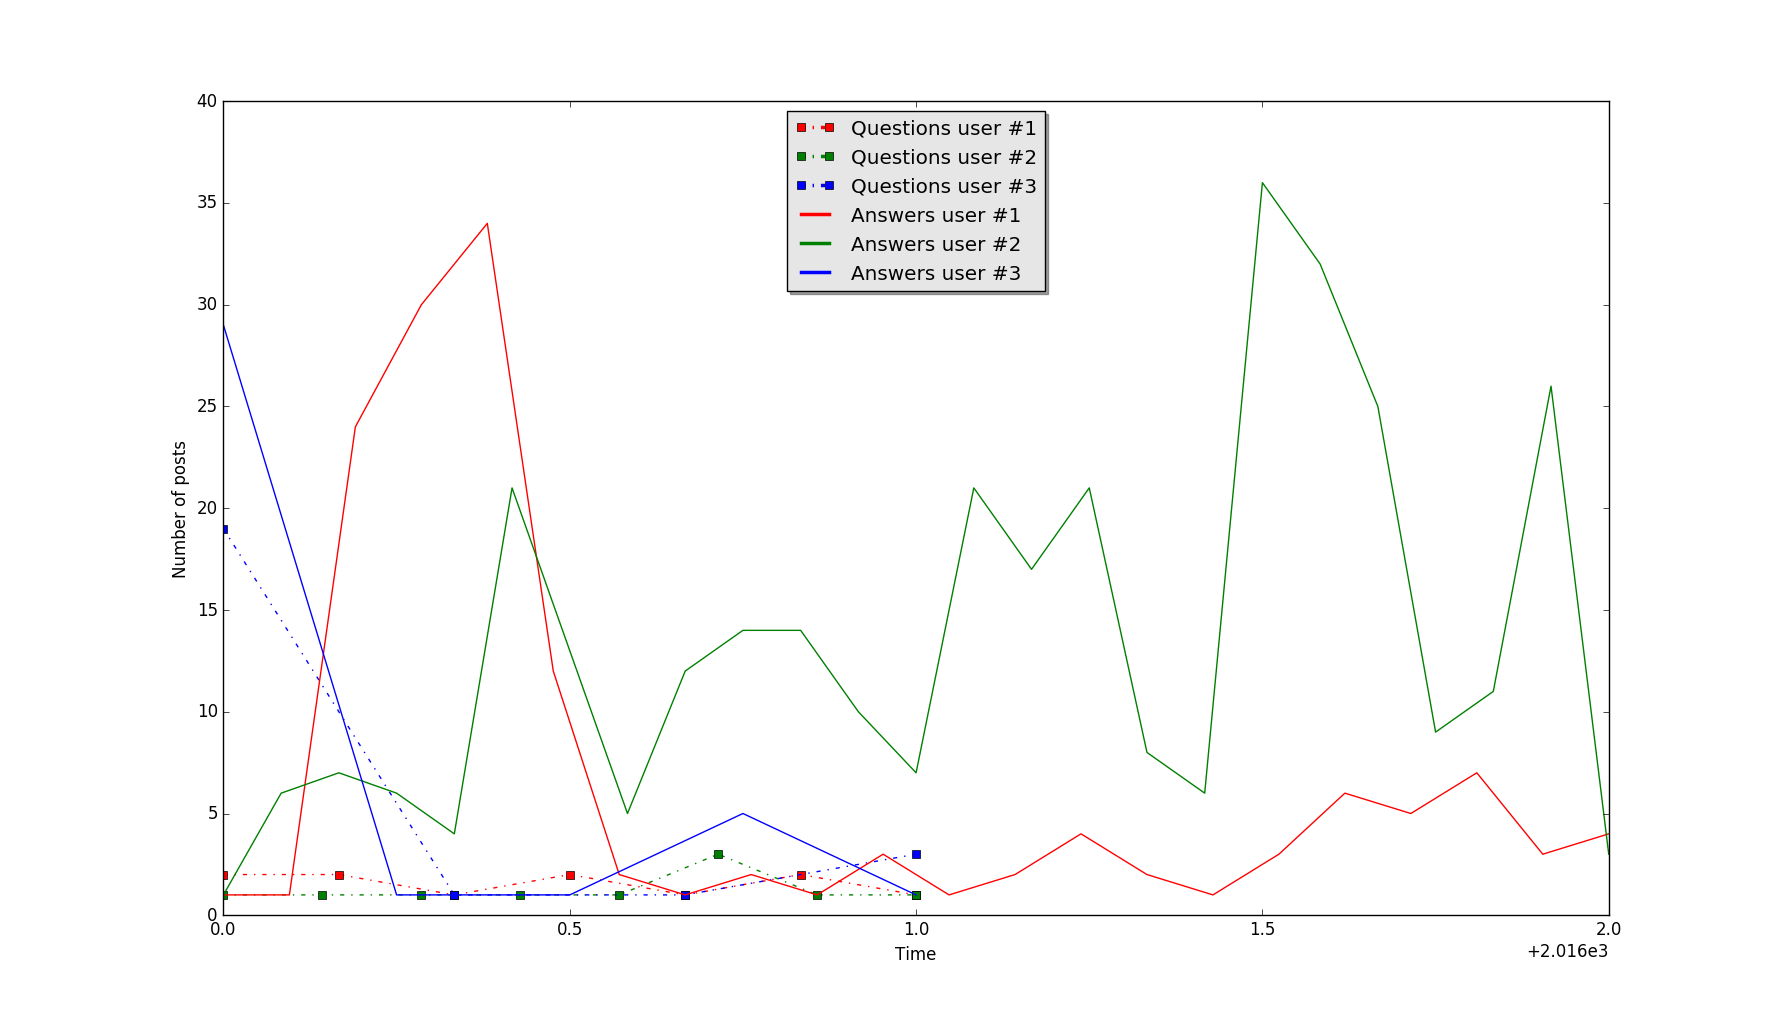 40
35
30
25
20
15
10
5
0
Number of posts
Questions user #1
Questions user #2
Questions user #3
Answers user #1
Answers user #2
Answers user #3
0.0 0.5 1.0 1.5 2.0
Time
+2.016e3